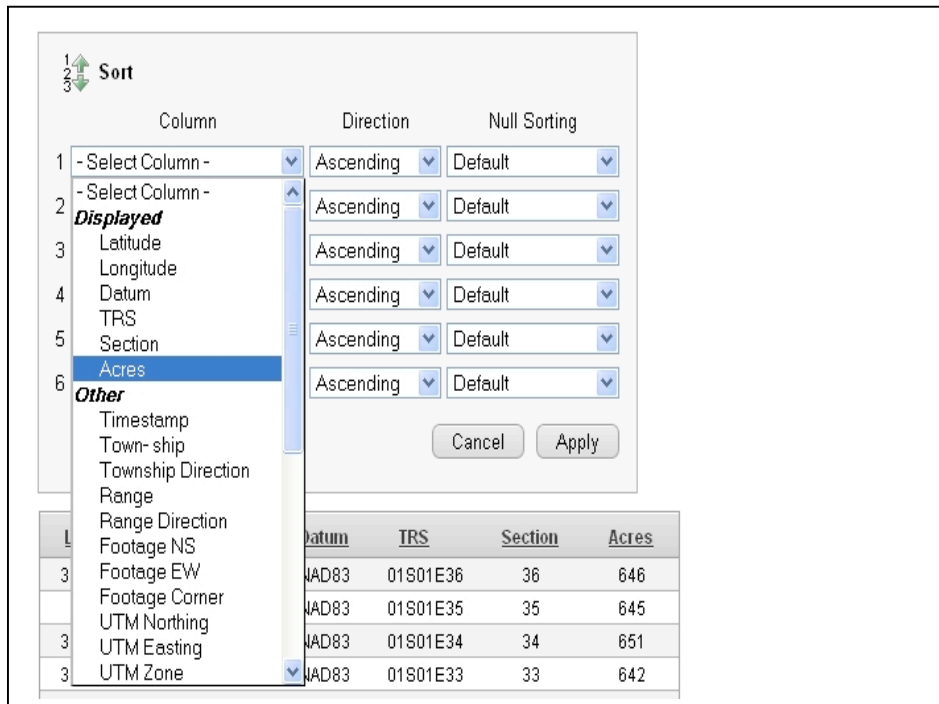 1 2 3 Sort
Column Direction Null Sorting
1 - Select Column - Ascending Default
- Select Column -
2 Displayed Ascending Default
Latitude
3 Longitude Ascending Default
4 Datum Ascending Default
TRS
5 Section Ascending Default
Acres
6 Other Ascending Default
Timestamp
Town- ship Cancel Apply
Township Direction
Range
Range Direction
L Footage NS Datum TRS Section Acres
3 Footage EW NAD83 01S01E36 36 646
Footage Corner NAD83 01S01E35 35 645
UTM Northing
3 UTM Easting NAD83 01S01E34 34 651
3 UTM Zone NAD83 01S01E33 33 642